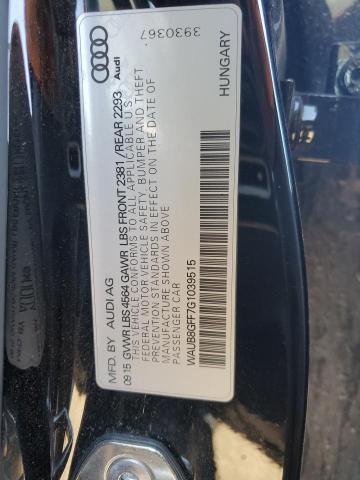 MFD. BY AUDI AG
09.15 GVWR LBS 4564 GAWR LBS FRONT 2381/REAR 2293
THIS VEHICLE CONFORMS TO ALL APPLICABLE U.S.
FEDERAL MOTOR VEHICLE SAFETY, BUMPER AND THEFT
PREVENTION STANDARDS IN EFFECT ON THE DATE OF
MANUFACTURE SHOWN ABOVE.
PASSENGER CAR
WAUB8GFF7G1039515
Audi
3930367
HUNGARY